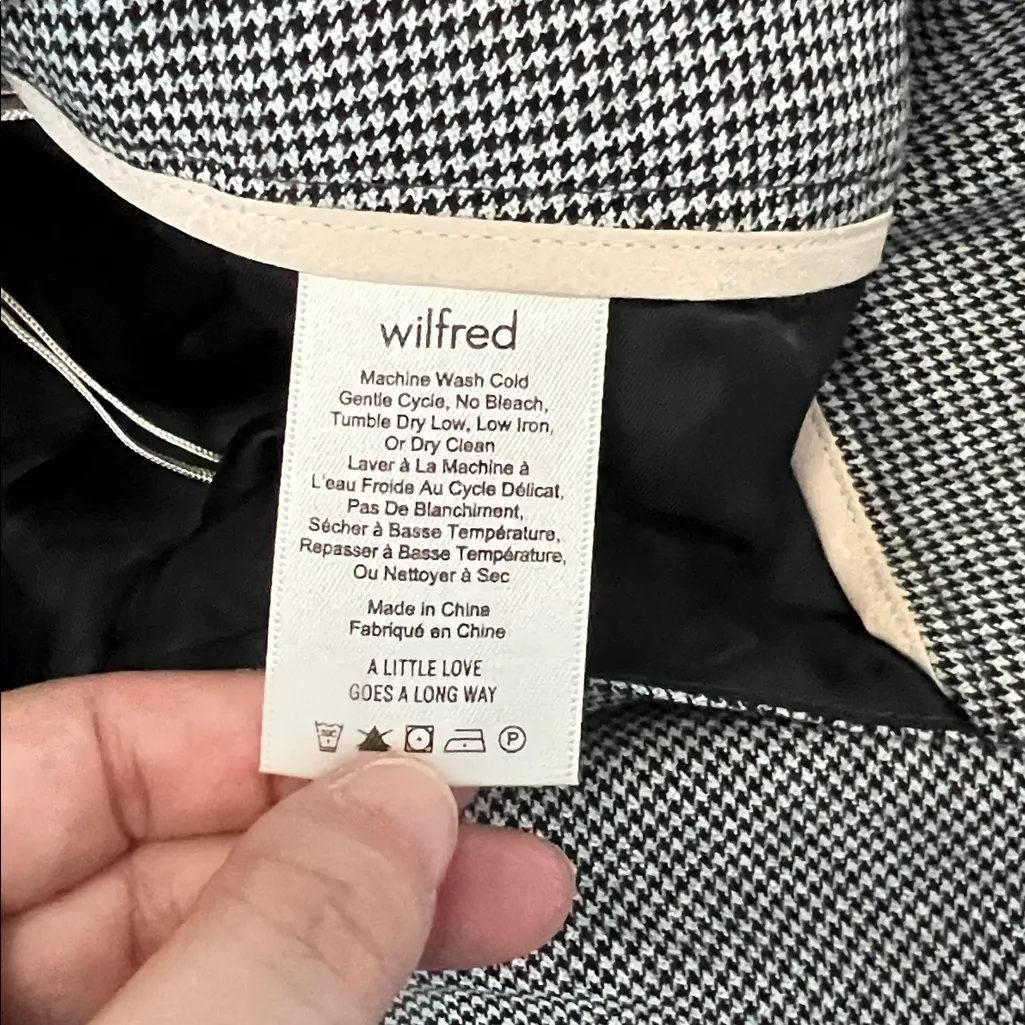 wilfred
Machine Wash Cold
Gentle Cycle, No Bleach,
Tumble Dry Low, Low Iron,
Or Dry Clean
Laver à La Machine à
L'eau Froide Au Cycle Délicat,
Pas De Blanchiment,
Sécher à Basse Température,
Repasser à Basse Température,
Ou Nettoyer à Sec
Made in China
Fabriqué en Chine
A LITTLE LOVE
GOES A LONG WAY
P